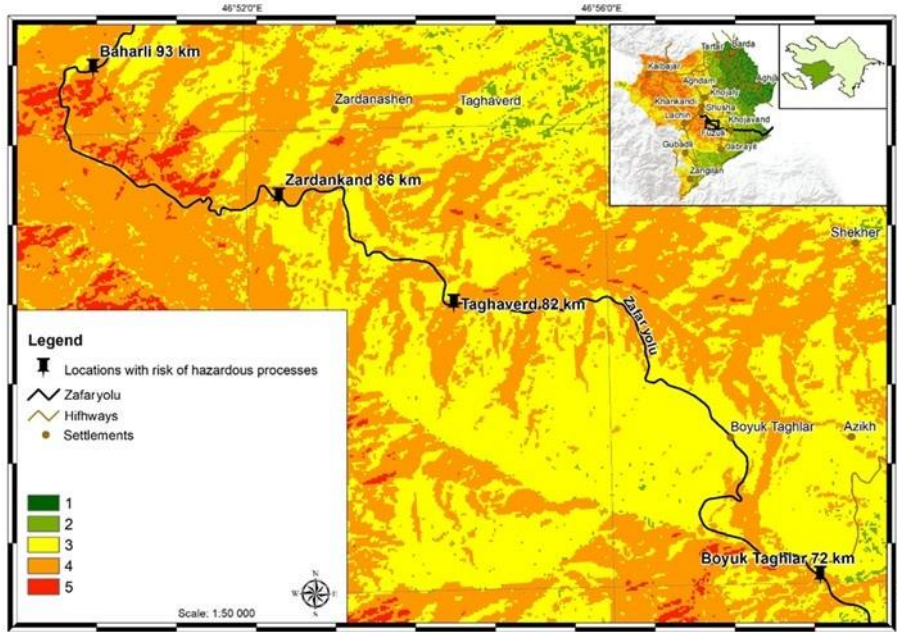 46°52'0"E
46°56'0"E
Baharli 93 km
Zardanashen
Taghaverd
Zardankand 86 km
Shekher
Taghaverd 82 km
Zafar yolu
Boyuk Taghlar
Azikh
Boyuk Taghlar 72 km
Tartar
Barda
Kalbajar
Aghdam
Khojaly
Khankandi
Shusha
Lachin
Khojavand
Fuzuli
Gubadli
Jabrayil
Zangilan
Legend
Locations with risk of hazardous processes
Zafaryolu
Hifhways
Settlements
1
2
3
4
5
N
W
E
S
Scale: 1:50 000